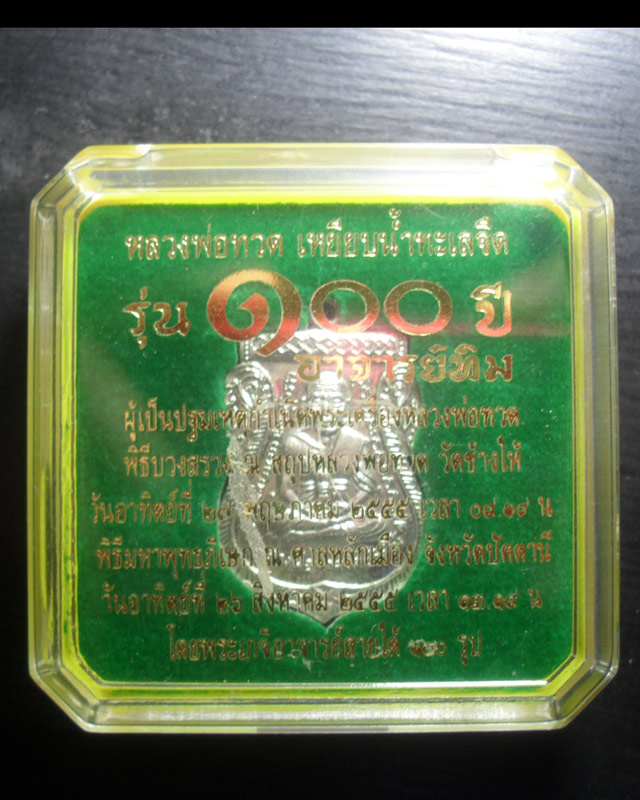 หลวงพ่อทวด เหยียบน้ำทะเลจืด
รุ่น ๑๐๐ ปี
อาจารย์ทิม
ผู้เป็นปฐมเหตุกำเนิดพระเครื่องหลวงพ่อทวด
พิธีบวงสรวง ณ สถูปหลวงพ่อทวด วัดช้างให้
วันอาทิตย์ที่ ๒๗ พฤษภาคม ๒๕๕๕ เวลา ๐๙.๑๙ น
พิธีมหาพุทธาภิเษก ณ ศาลหลักเมือง จังหวัดปัตตานี
วันอาทิตย์ที่ ๒๖ สิงหาคม ๒๕๕๕ เวลา ๑๒.๑๙ น
โดยพระเกจิอาจารย์สายใต้ รูป